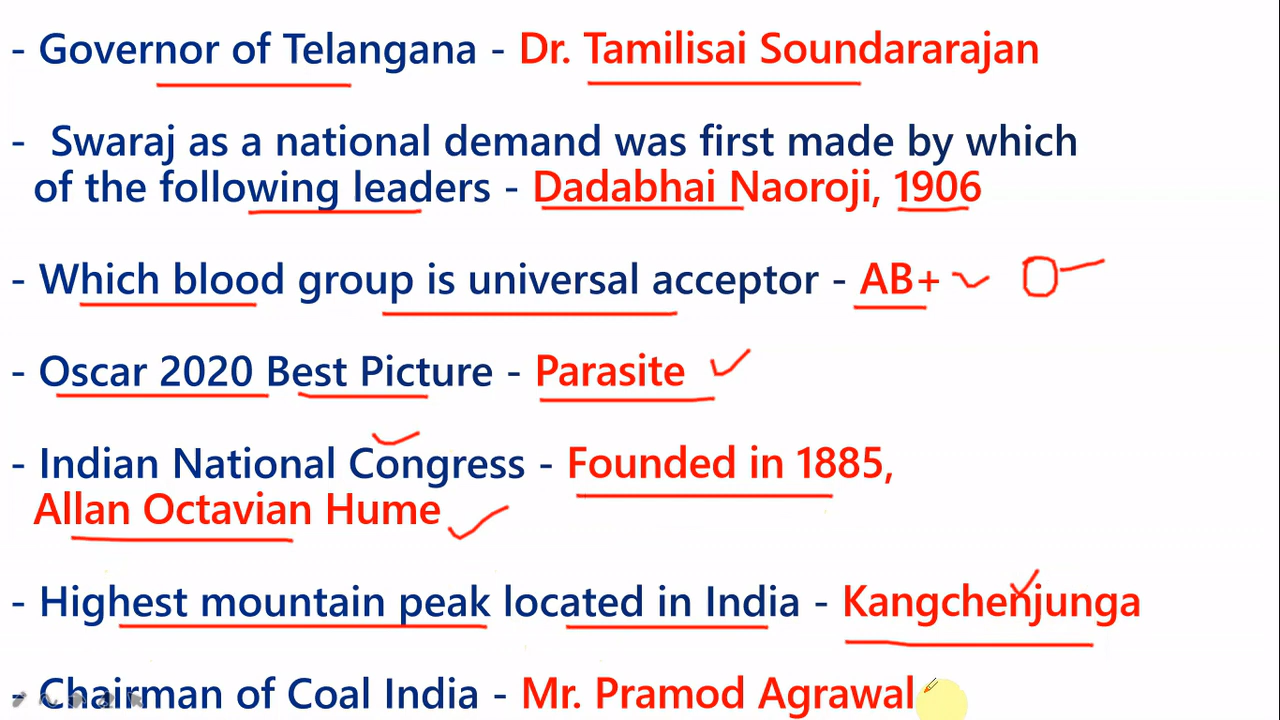 - Governor of Telangana - Dr. Tamilisai Soundararajan
- Swaraj as a national demand was first made by which
of the following leaders - Dadabhai Naoroji, 1906
- Which blood group is universal acceptor - AB+ O-
- Oscar 2020 Best Picture - Parasite
- Indian National Congress - Founded in 1885,
Allan Octavian Hume
- Highest mountain peak located in India - Kangchenjunga
- Chairman of Coal India - Mr. Pramod Agrawal